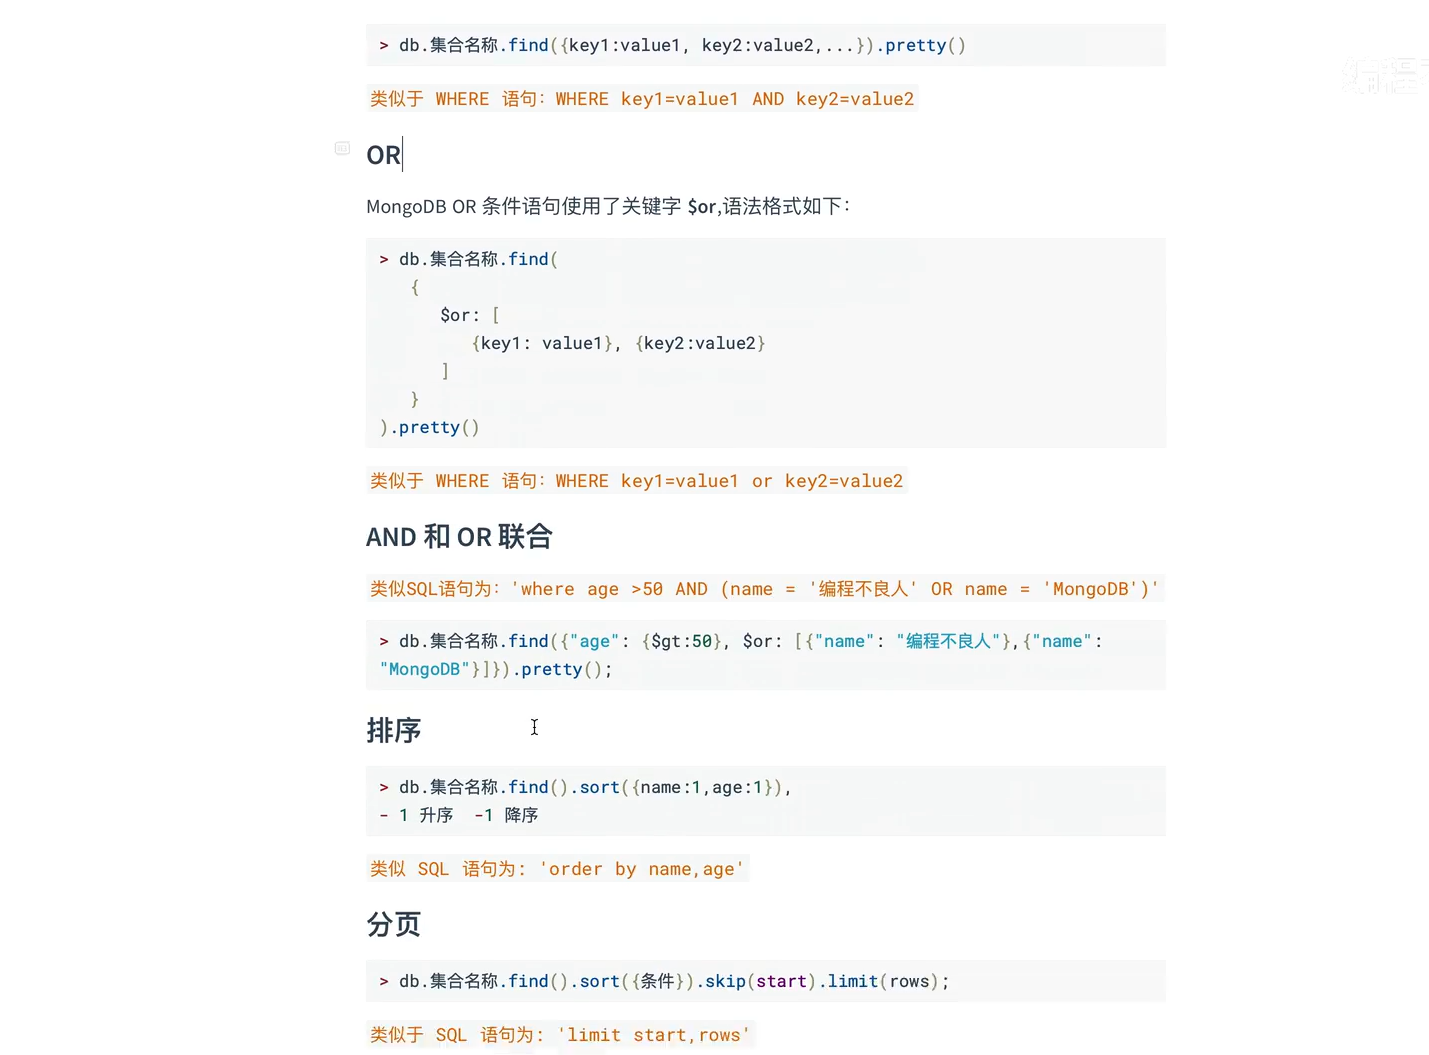 > db.集合名称.find({key1:value1, key2:value2,...}).pretty()
编程
类似于 WHERE 语句：WHERE key1=value1 AND key2=value2
OR
MongoDB OR 条件语句使用了关键字 $or,语法格式如下：
> db.集合名称.find(
{
$or: [
{key1: value1}, {key2:value2}
]
}
).pretty()
类似于 WHERE 语句：WHERE key1=value1 or key2=value2
AND 和 OR 联合
类似SQL语句为：'where age >50 AND (name = '编程不良人' OR name = 'MongoDB')'
> db.集合名称.find({"age": {$gt:50}, $or: [{"name": "编程不良人"},{"name":
"MongoDB"}]}).pretty();
排序
> db.集合名称.find().sort({name:1,age:1}),
- 1 升序  -1 降序
类似 SQL 语句为: 'order by name,age'
分页
> db.集合名称.find().sort({条件}).skip(start).limit(rows);
类似于 SQL 语句为: 'limit start,rows'